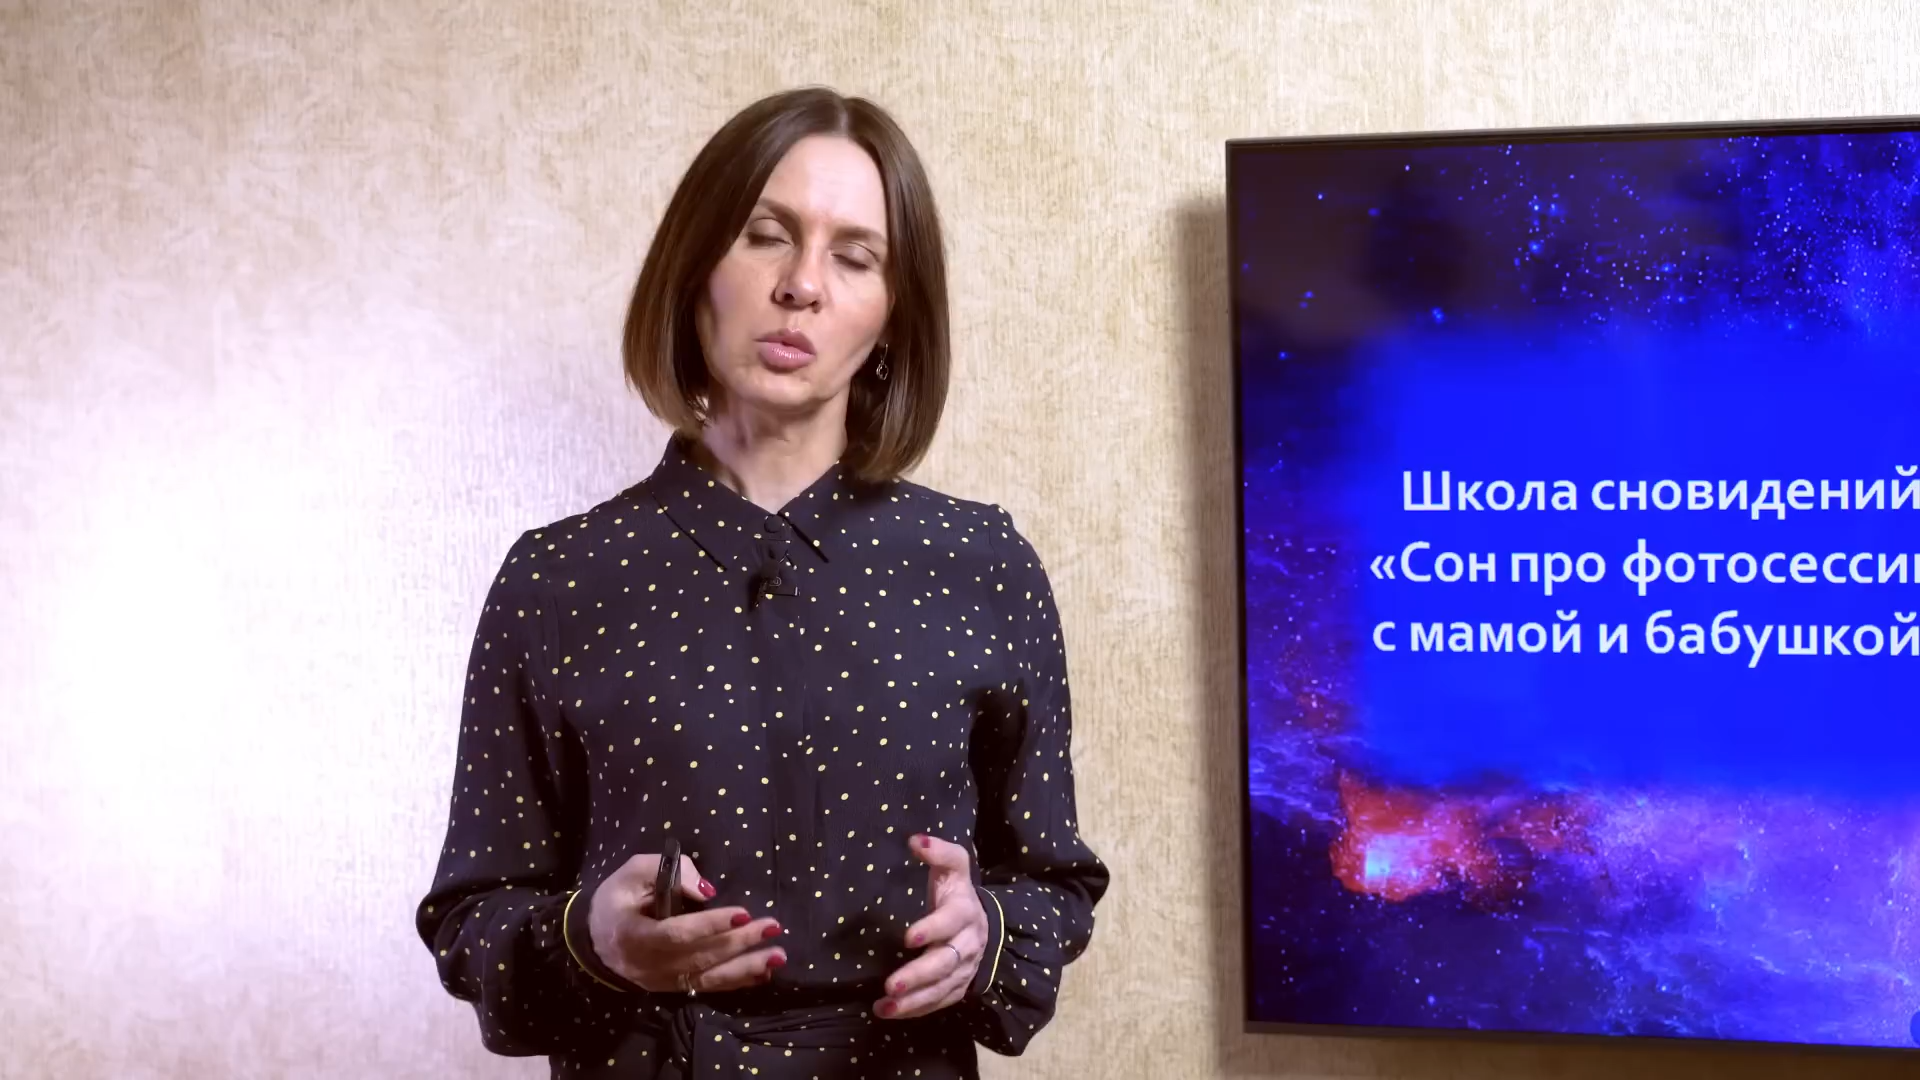 Школа сновидений
«Сон про фотосесси
с мамой и бабушкой